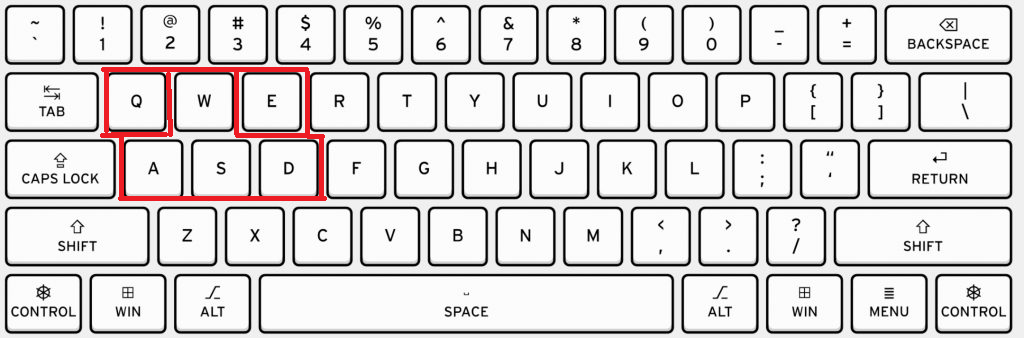 ~ ! @ # $ % ^ & * ( ) _ +
` 1 2 3 4 5 6 7 8 9 0 - = BACKSPACE
TAB Q W E R T Y U I O P { [ } ] | \
CAPS LOCK A S D F G H J K L : ; “ ‘ RETURN
SHIFT Z X C V B N M < , > . ? / SHIFT
CONTROL WIN ALT SPACE ALT WIN MENU CONTROL